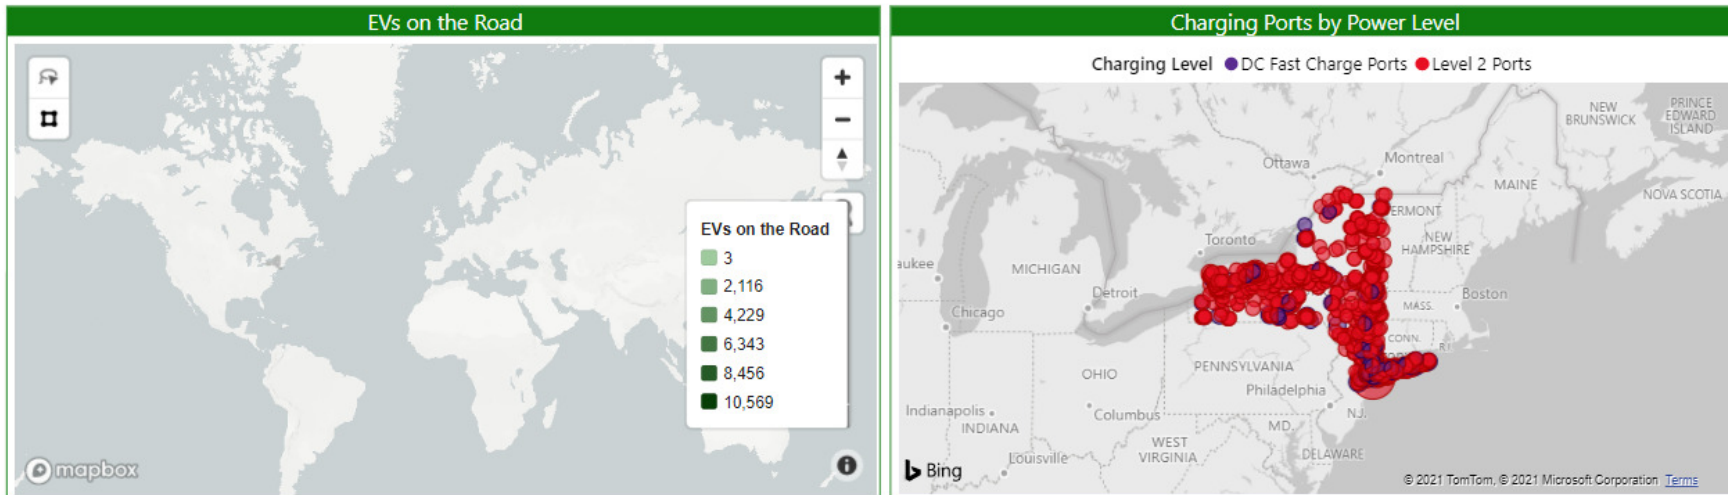 EVs on the Road
EVs on the Road
3
2,116
4,229
6,343
8,456
10,569
mapbox
Charging Ports by Power Level
Charging Level DC Fast Charge Ports Level 2 Ports
NEW
BRUNSWICK
PRINCE
EDWARD
ISLAND
Ottawa
Montreal
MAINE
NOVA SCOTIA
ERMONT
Toronto
NEW
HAMPSHIRE
aukee
MICHIGAN
Detroit
MASS.
Boston
Chicago
CONN.
R.I.
PENNSYLVANIA
OHIO
Philadelphia
Indianapolis
Columbus
N.J.
INDIANA
MD.
WEST
VIRGINIA
Louisville
DELAWARE
Bing
© 2021 TomTom, © 2021 Microsoft Corporation Terms